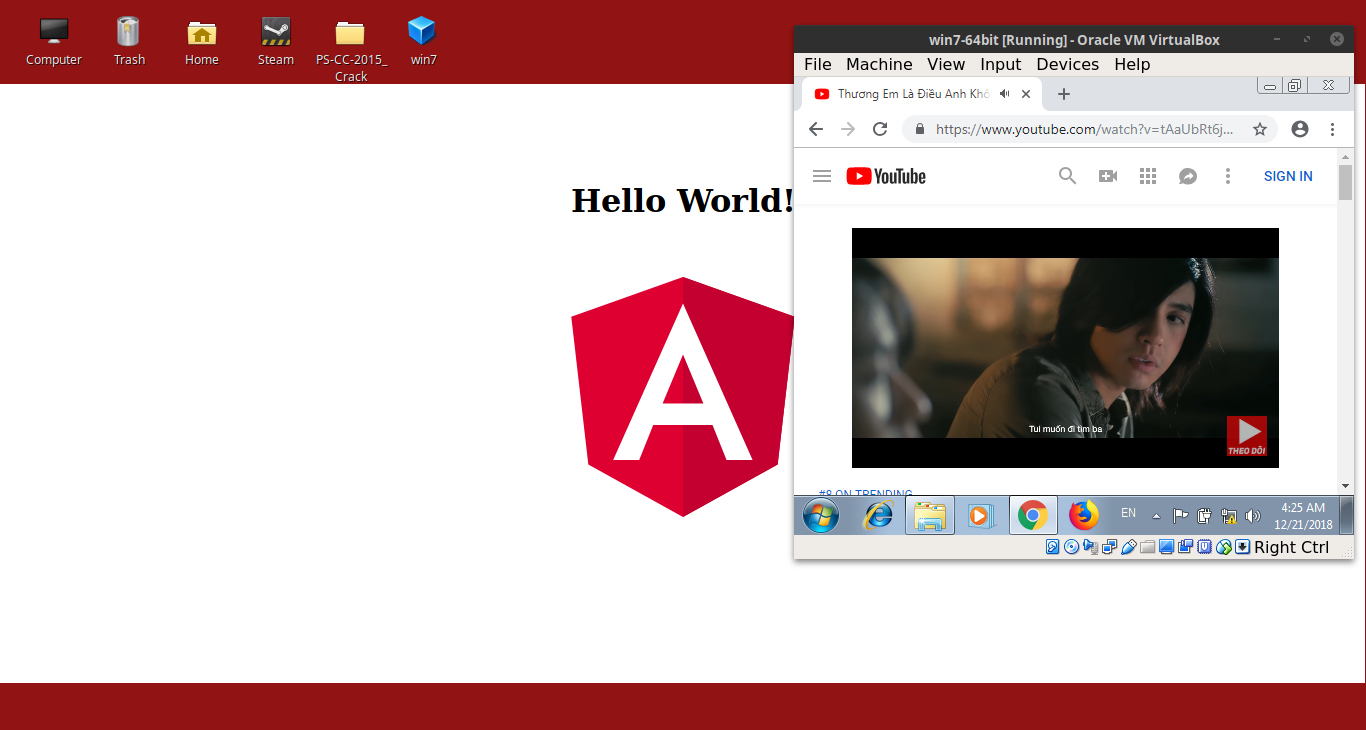 Computer
Trash
Home
Steam
PS-CC-2015_
Crack
win7
Hello World!
win7-64bit [Running] - Oracle VM VirtualBox
File Machine View Input Devices Help
Thương Em Là Điều Anh Khô
https://www.youtube.com/watch?v=tAaUbRt6j...
YouTube
SIGN IN
Tui muốn đi tìm ba
THEO DÕI
#8 ON TRENDING
EN
4:25 AM
12/21/2018
Right Ctrl